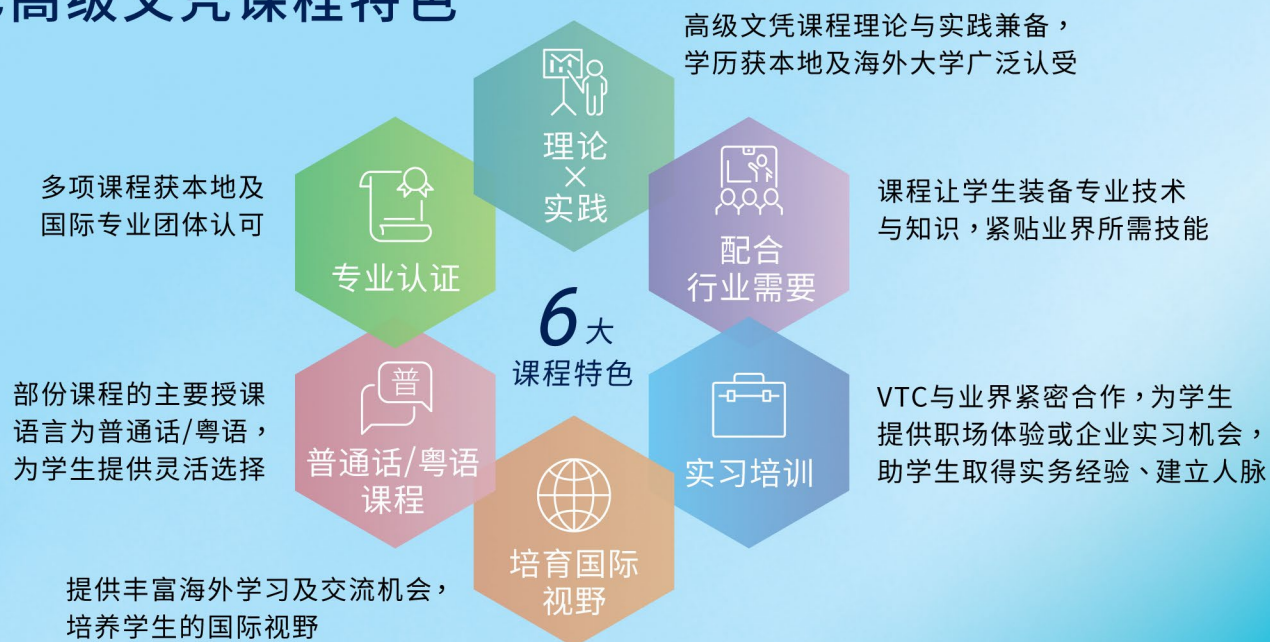 高级文凭课程特色
高级文凭课程理论与实践兼备，
学历获本地及海外大学广泛认受
理论
×
实践
多项课程获本地及
国际专业团体认可
专业认证
配合
行业需要
课程让学生装备专业技术
与知识，紧贴业界所需技能
6大
课程特色
部份课程的主要授课
语言为普通话/粤语，
为学生提供灵活选择
普
普通话/粤语
课程
实习培训
VTC与业界紧密合作，为学生
提供职场体验或企业实习机会，
助学生取得实务经验、建立人脉
培育国际
视野
提供丰富海外学习及交流机会，
培养学生的国际视野